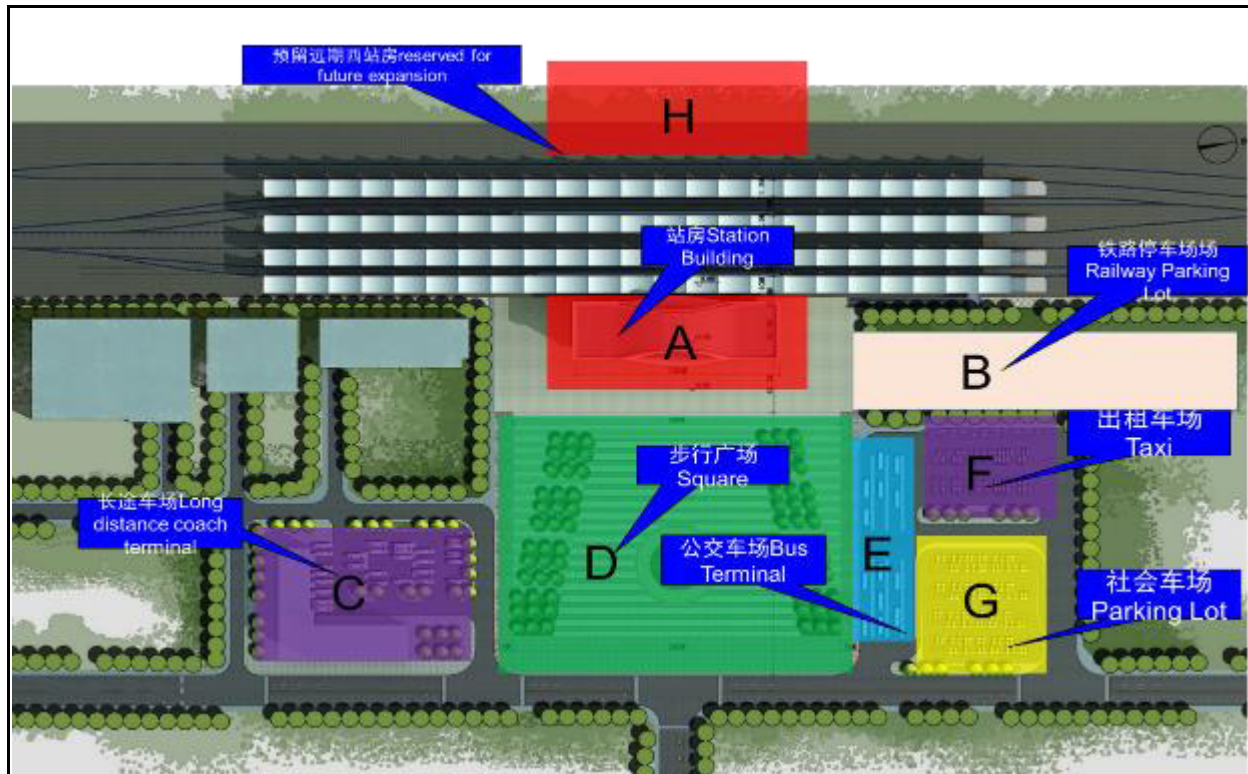 预留远期西站房reserved for
future expansion
H
站房Station
Building
铁路停车场场
Railway Parking
Lot
A
B
出租车场
Taxi
步行广场
Square
F
长途车场Long
distance coach
terminal
公交车场Bus
Terminal
D
E
C
G
社会车场
Parking Lot